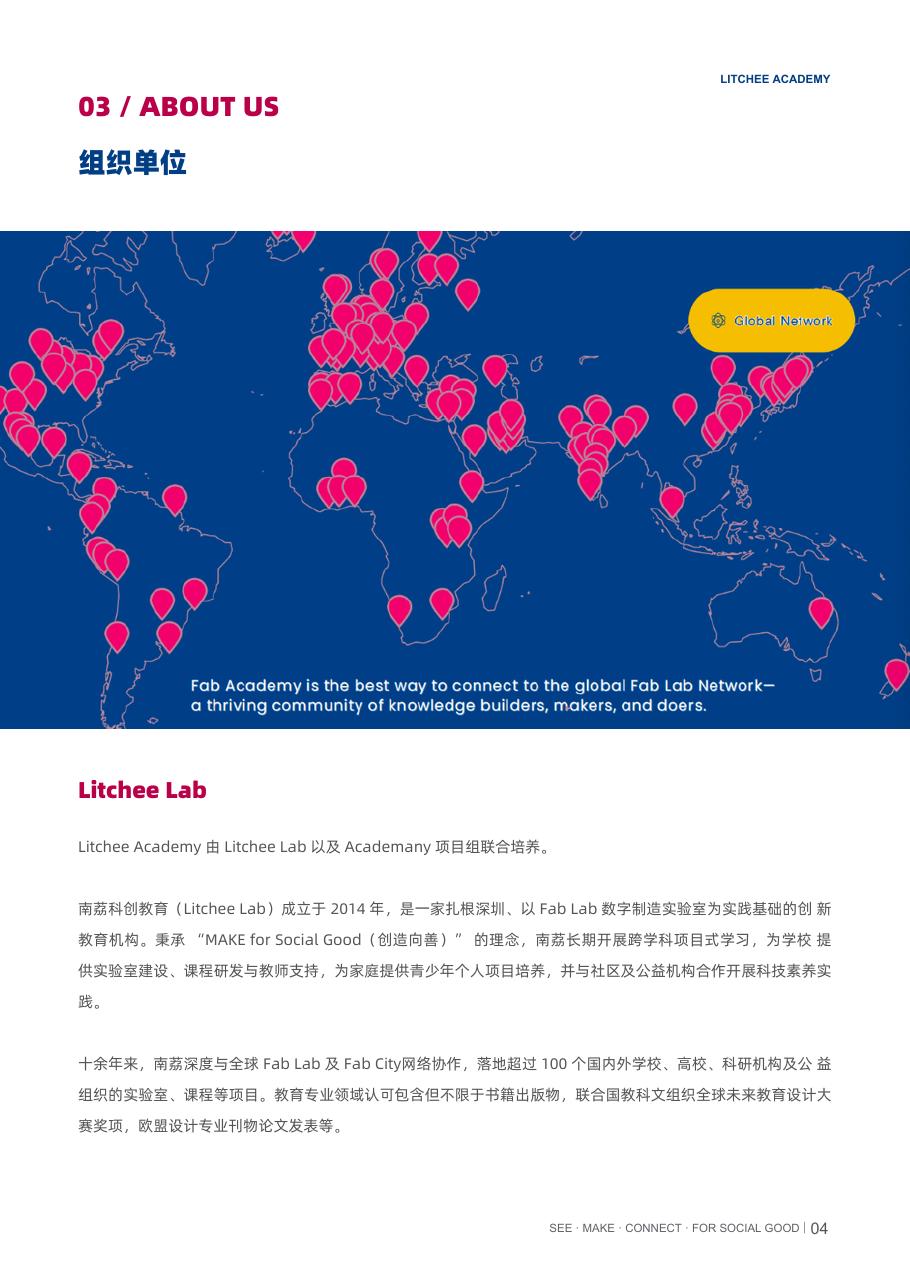 LITCHEE ACADEMY
03 / ABOUT US
组织单位
Global Network
Fab Academy is the best way to connect to the global Fab Lab Network—
a thriving community of knowledge builders, makers, and doers.
Litchee Lab
Litchee Academy 由 Litchee Lab 以及 Academany 项目组联合培养。
南荔科创教育（Litchee Lab）成立于 2014 年，是一家扎根深圳、以 Fab Lab 数字制造实验室为实践基础的创 新
教育机构。秉承 “MAKE for Social Good（创造向善）” 的理念，南荔长期开展跨学科项目式学习，为学校 提
供实验室建设、课程研发与教师支持，为家庭提供青少年个人项目培养，并与社区及公益机构合作开展科技素养实
践。
十余年来，南荔深度与全球 Fab Lab 及 Fab City网络协作，落地超过 100 个国内外学校、高校、科研机构及公 益
组织的实验室、课程等项目。教育专业领域认可包含但不限于书籍出版物，联合国教科文组织全球未来教育设计大
赛奖项，欧盟设计专业刊物论文发表等。
SEE · MAKE · CONNECT · FOR SOCIAL GOOD | 04